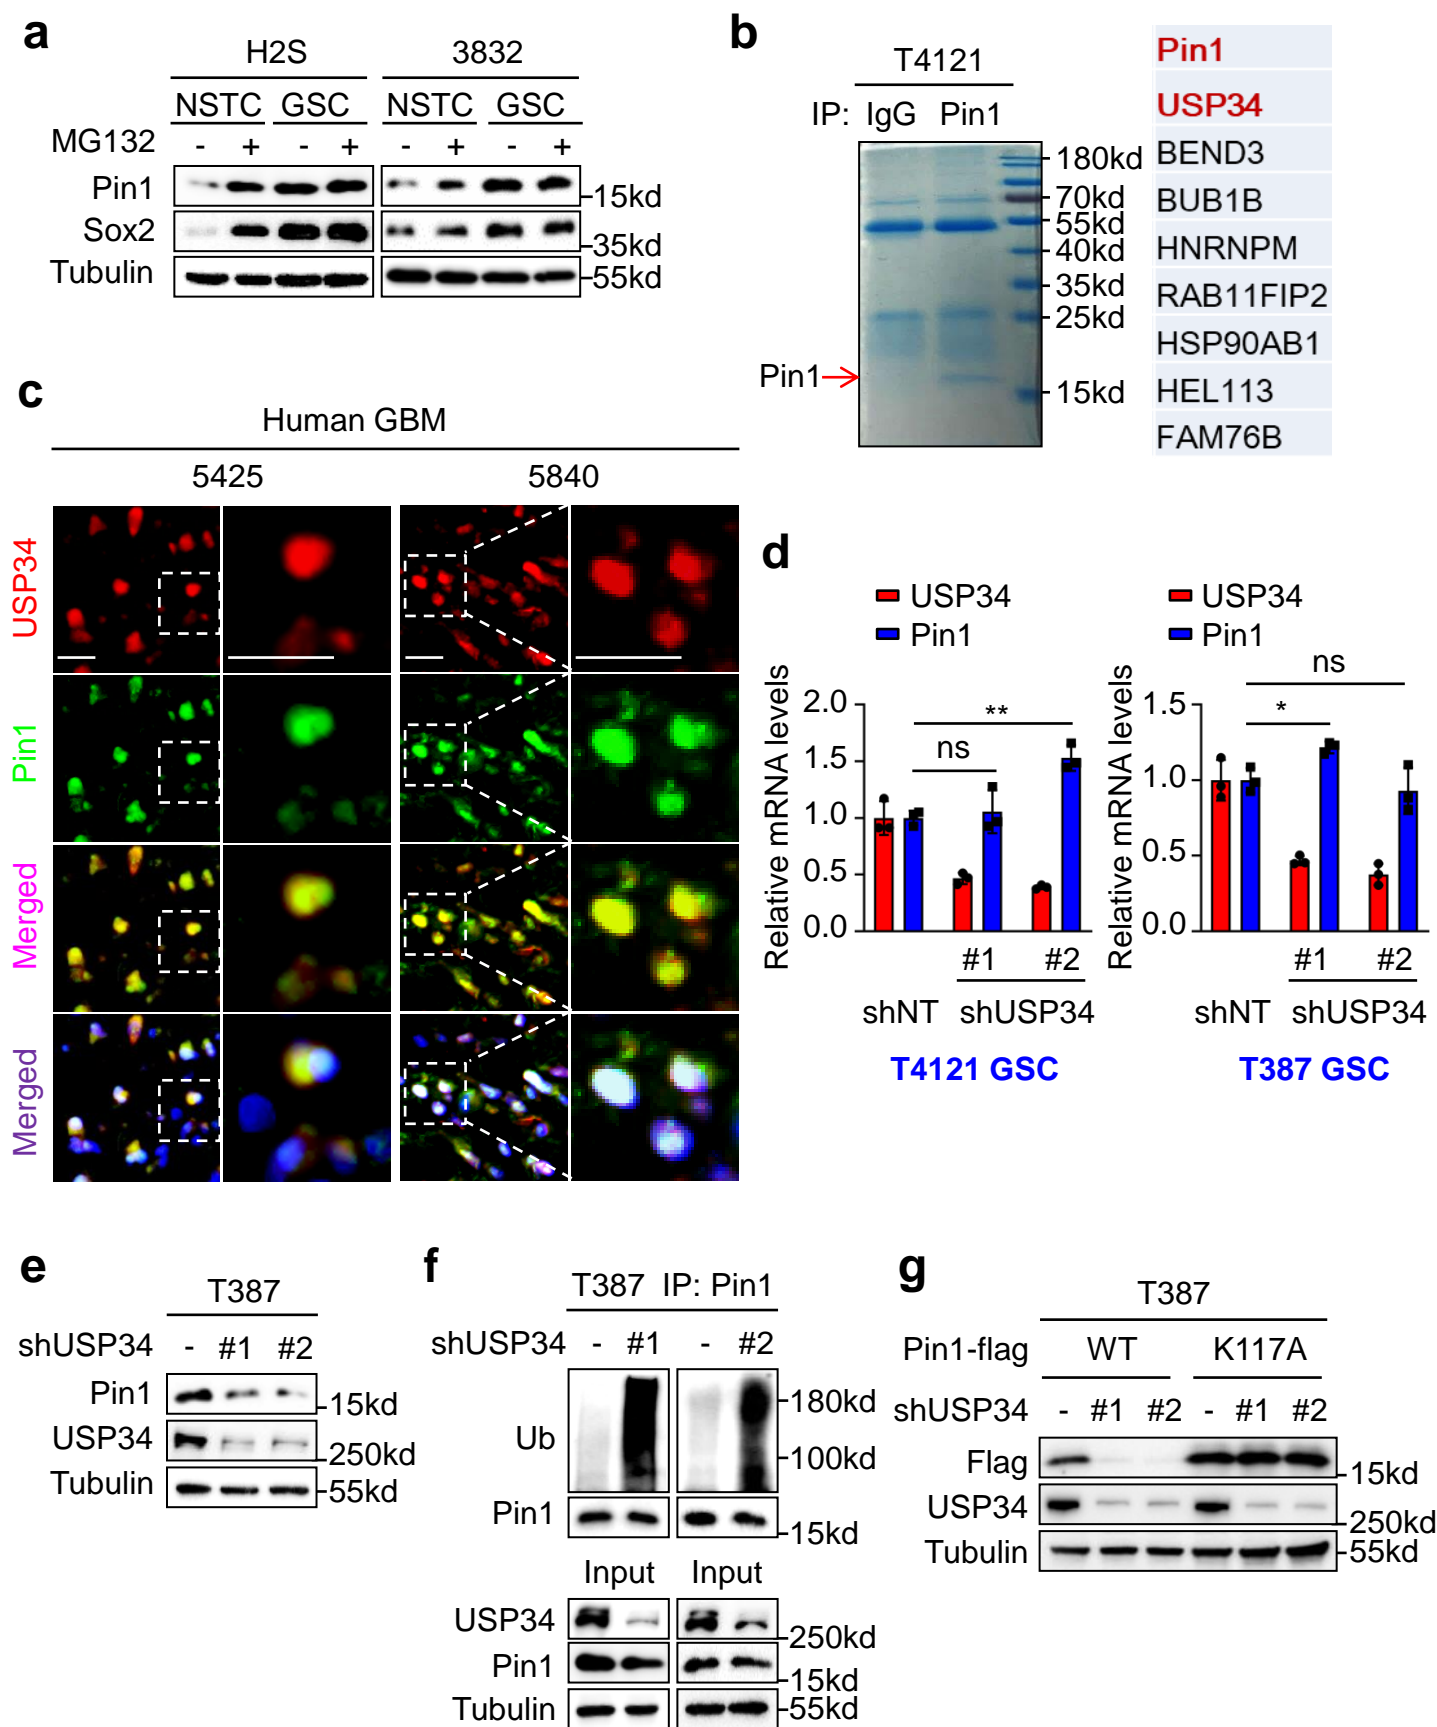 a
H2S 3832
NSTC GSC NSTC GSC
MG132 - + - + - + - +
Pin1
15kd
Sox2
35kd
Tubulin
55kd
b
T4121
IP: IgG Pin1
180kd
70kd
55kd
40kd
35kd
25kd
Pin1
15kd
Pin1
USP34
BEND3
BUB1B
HNRNPM
RAB11FIP2
HSP90AB1
HEL113
FAM76B
c
Human GBM
5425 5840
USP34
Pin1
Merged
Merged
d
USP34
Pin1
Relative mRNA levels
2.0
1.5
1.0
0.5
0.0
**
ns
#1 #2
shNT shUSP34
T4121 GSC
USP34
Pin1
Relative mRNA levels
1.5
1.0
0.5
0.0
ns
*
#1 #2
shNT shUSP34
T387 GSC
e
T387
shUSP34 - #1 #2
Pin1
15kd
USP34
250kd
Tubulin
55kd
f
T387 IP: Pin1
shUSP34 - #1 - #2
180kd
Ub
100kd
Pin1
15kd
Input Input
USP34
250kd
Pin1
15kd
Tubulin
55kd
g
T387
Pin1-flag WT K117A
shUSP34 - #1 #2 - #1 #2
Flag
15kd
USP34
250kd
Tubulin
55kd